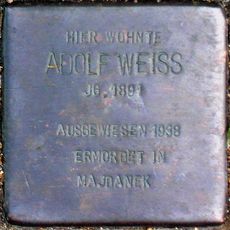 HIER WOHNTE
ADOLF WEISS
JG. 1891
AUSGEWIESEN 1938
ERMORDET IN
MAJDANEK